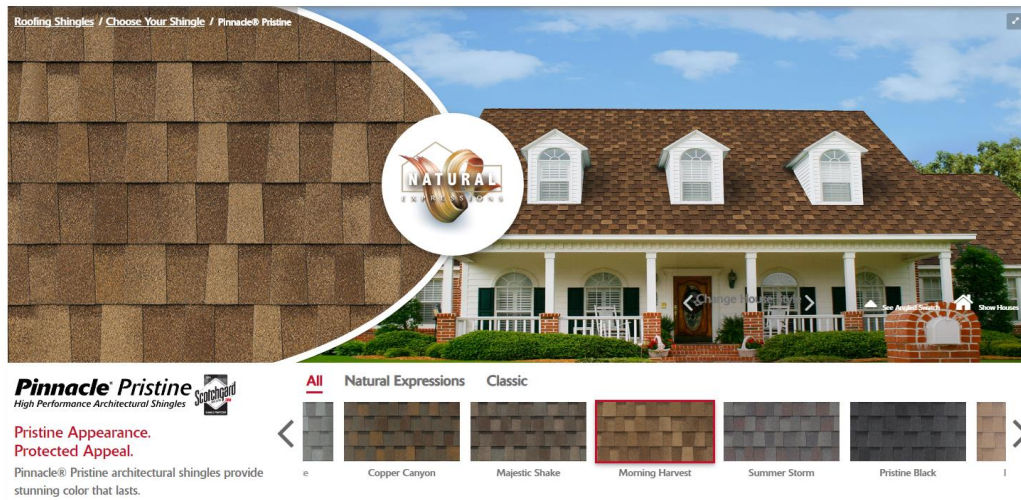 Roofing Shingles / Choose Your Shingle / Pinnacle® Pristine
NATURAL
EXPRESSIONS
Change House Style
See Angled Swatch
Show Houses
Pinnacle® Pristine
High Performance Architectural Shingles
Scotchgard
Pristine Appearance.
Protected Appeal.
Pinnacle® Pristine architectural shingles provide
stunning color that lasts.
All Natural Expressions Classic
e Copper Canyon Majestic Shake Morning Harvest Summer Storm Pristine Black